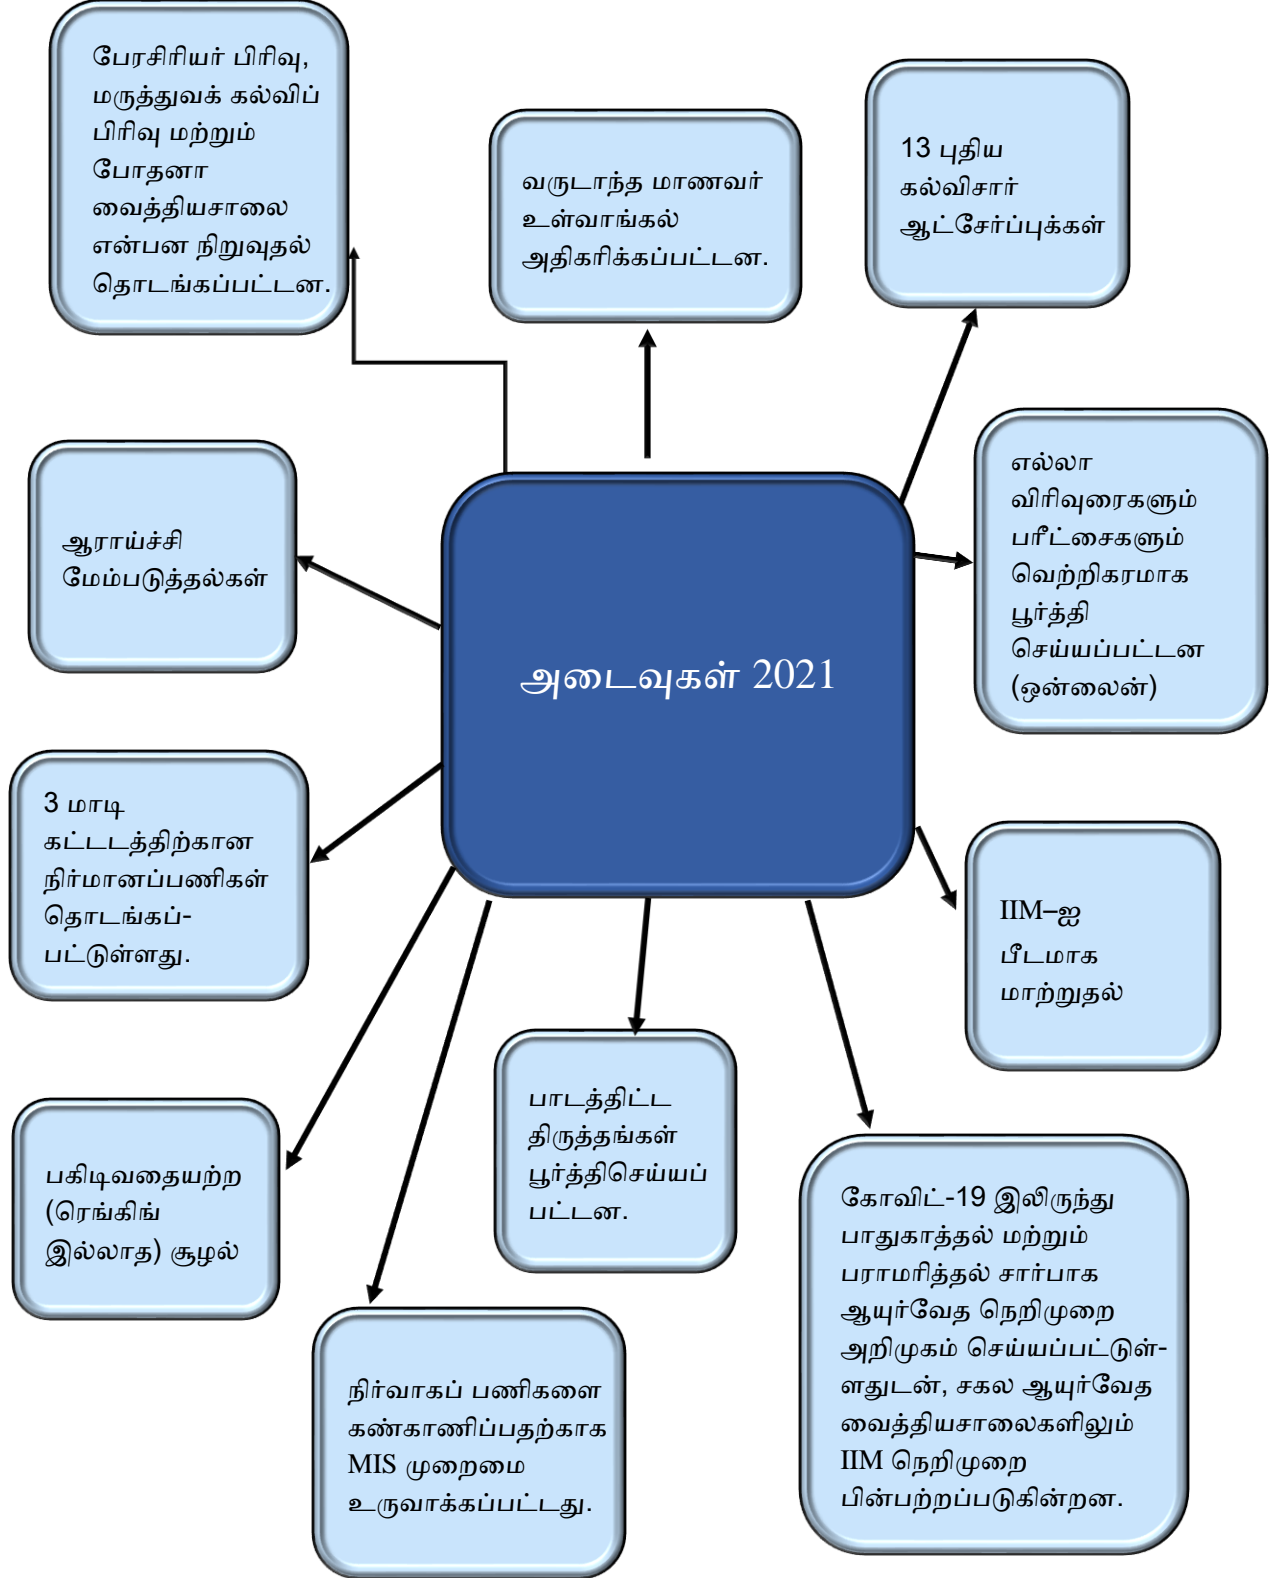 பேரசிரியர் பிரிவு,
மருத்துவக் கல்விப்
பிரிவு மற்றும்
போதனா
வைத்தியசாலை
என்பன நிறுவுதல்
தொடங்கப்பட்டன.
வருடாந்த மாணவர்
உள்வாங்கல்
அதிகரிக்கப்பட்டன.
13 புதிய
கல்விசார்
ஆட்சேர்ப்புக்கள்
ஆராய்ச்சி
மேம்படுத்தல்கள்
அடைவுகள் 2021
எல்லா
விரிவுரைகளும்
பரீட்சைகளும்
வெற்றிகரமாக
பூர்த்தி
செய்யப்பட்டன
(ஒன்லைன்)
3 மாடி
கட்டடத்திற்கான
நிர்மானப்பணிகள்
தொடங்கப்-
பட்டுள்ளது.
IIM–ஐ
பீடமாக
மாற்றுதல்
பகிடிவதையற்ற
(ரெங்கிங்
இல்லாத) சூழல்
பாடத்திட்ட
திருத்தங்கள்
பூர்த்திசெய்யப்
பட்டன.
நிர்வாகப் பணிகளை
கண்காணிப்பதற்காக
MIS முறைமை
உருவாக்கப்பட்டது.
கோவிட்-19 இலிருந்து
பாதுகாத்தல் மற்றும்
பராமரித்தல் சார்பாக
ஆயுர்வேத நெறிமுறை
அறிமுகம் செய்யப்பட்டுள்-
ளதுடன், சகல ஆயுர்வேத
வைத்தியசாலைகளிலும்
IIM நெறிமுறை
பின்பற்றப்படுகின்றன.